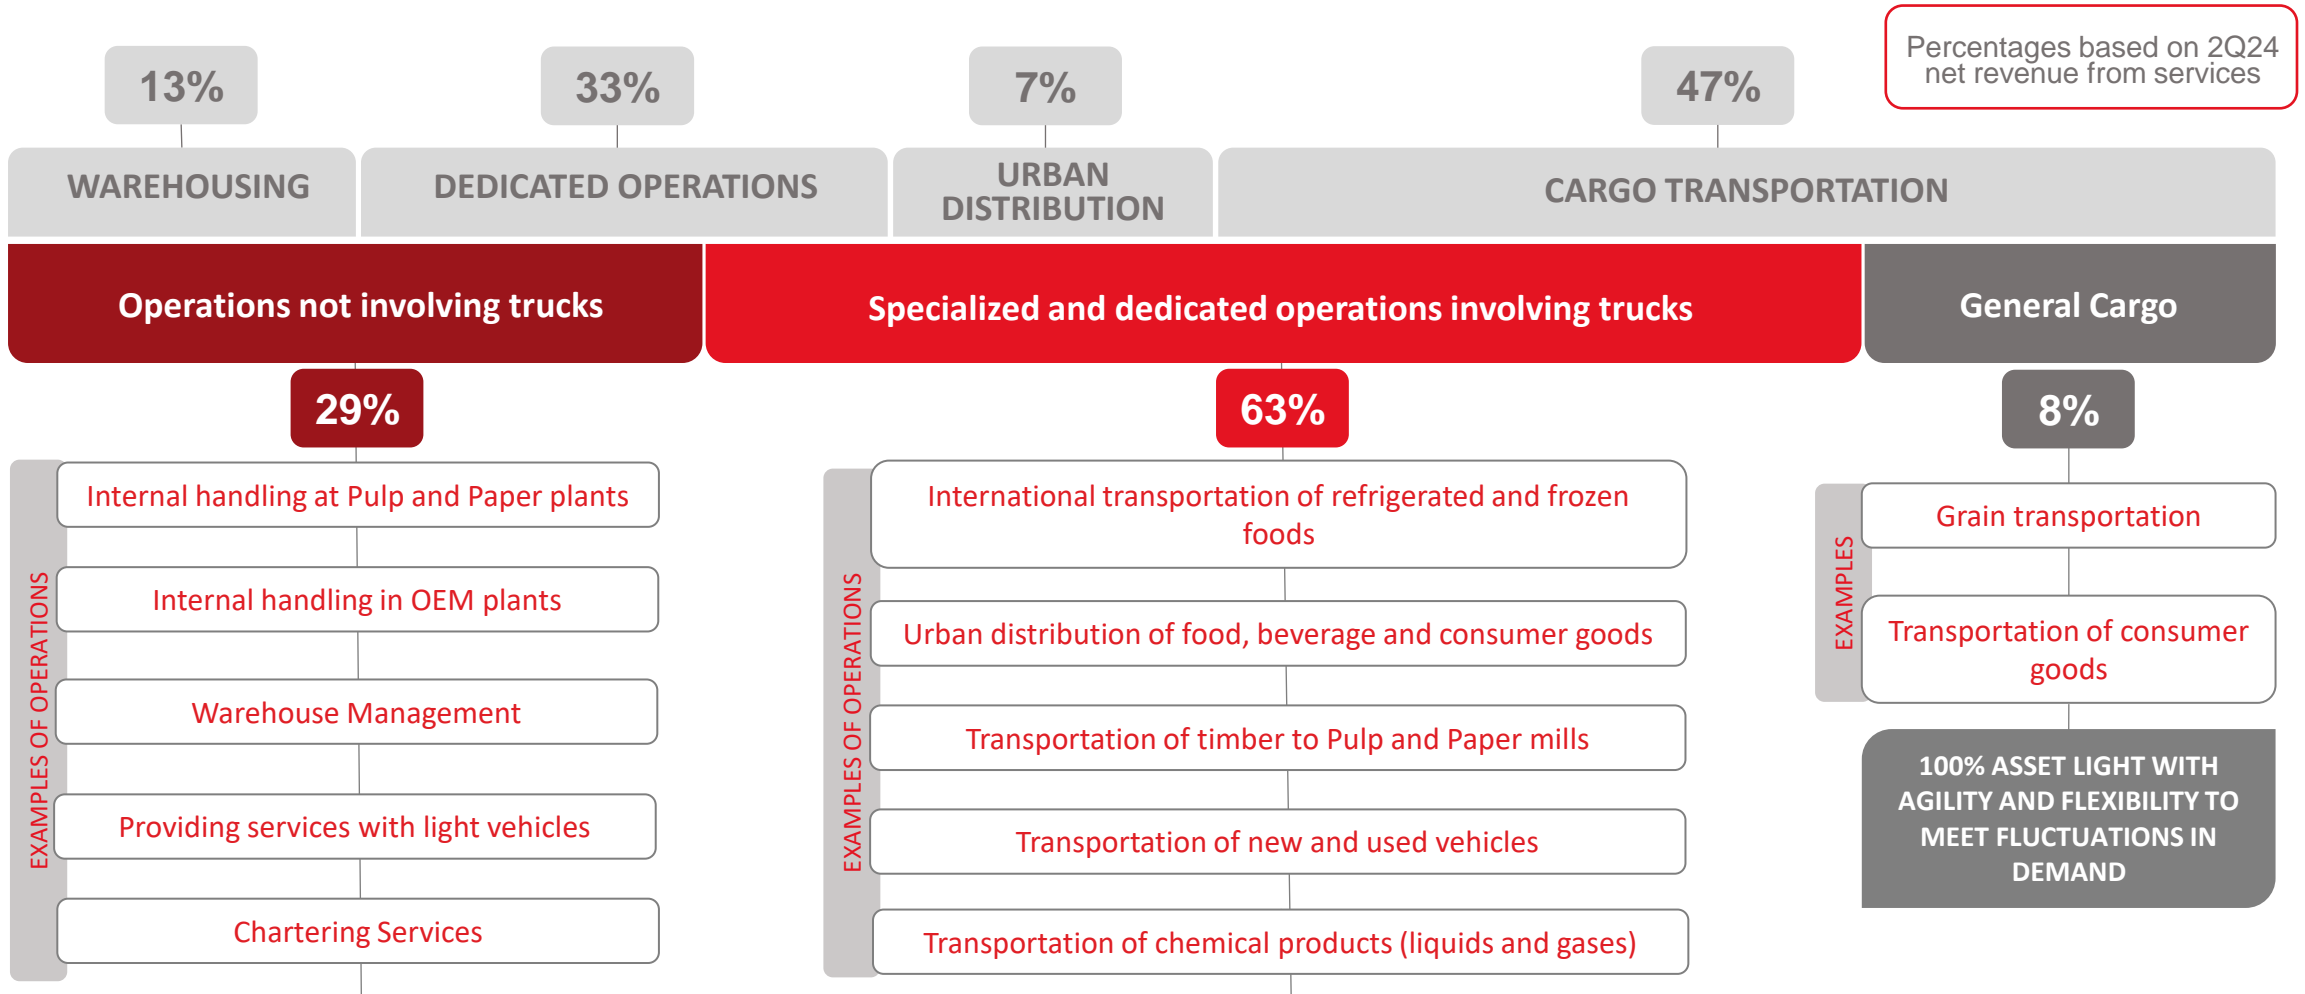 Percentages based on 2Q24
net revenue from services
13%
33%
7%
47%
WAREHOUSING
DEDICATED OPERATIONS
URBAN
DISTRIBUTION
CARGO TRANSPORTATION
Operations not involving trucks
Specialized and dedicated operations involving trucks
General Cargo
29%
63%
8%
EXAMPLES OF OPERATIONS
Internal handling at Pulp and Paper plants
Internal handling in OEM plants
Warehouse Management
Providing services with light vehicles
Chartering Services
EXAMPLES OF OPERATIONS
International transportation of refrigerated and frozen
foods
Urban distribution of food, beverage and consumer goods
Transportation of timber to Pulp and Paper mills
Transportation of new and used vehicles
Transportation of chemical products (liquids and gases)
EXAMPLES
Grain transportation
Transportation of consumer
goods
100% ASSET LIGHT WITH
AGILITY AND FLEXIBILITY TO
MEET FLUCTUATIONS IN
DEMAND